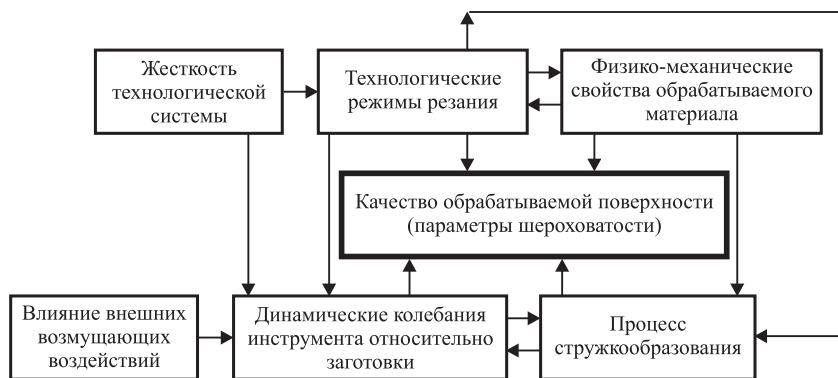 Жесткость
технологической
системы
Технологические
режимы резания
Физико-механические
свойства обрабатываемого
материала
Качество обрабатываемой поверхности
(параметры шероховатости)
Влияние внешних
возмущающих
воздействий
Динамические колебания
инструмента относительно
заготовки
Процесс
стружкообразования